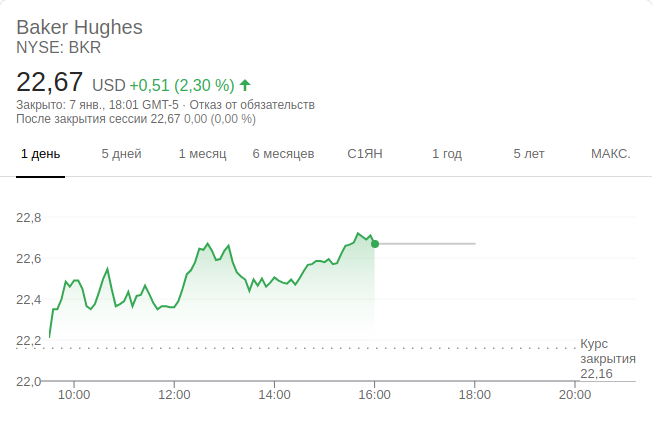 Baker Hughes
NYSE: BKR
22,67 USD +0,51 (2,30 %)
Закрыто: 7 янв., 18:01 GMT-5 · Отказ от обязательств
После закрытия сессии 22,67 0,00 (0,00 %)
1 день 5 дней 1 месяц 6 месяцев С1ЯН 1 год 5 лет МАКС.
22,8
22,6
22,4
22,2
Курс
закрытия
22,16
22,0
10:00 12:00 14:00 16:00 18:00 20:00